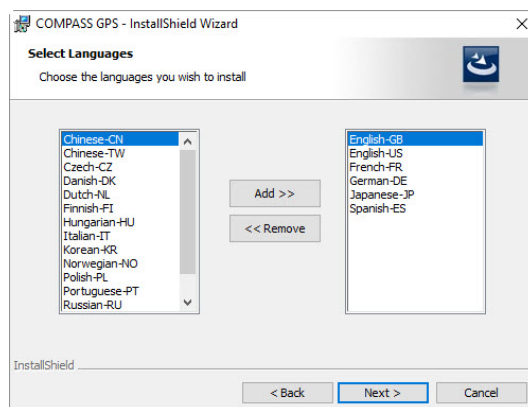 COMPASS GPS - InstallShield Wizard
Select Languages
Choose the languages you wish to install
Chinese-CN
Chinese-TW
Czech-CZ
Danish-DK
Dutch-NL
Finnish-FI
Hungarian-HU
Italian-IT
Korean-KR
Norwegian-NO
Polish-PL
Portuguese-PT
Russian-RU
Add >>
<< Remove
English-GB
English-US
French-FR
German-DE
Japanese-JP
Spanish-ES
InstallShield
< Back
Next >
Cancel